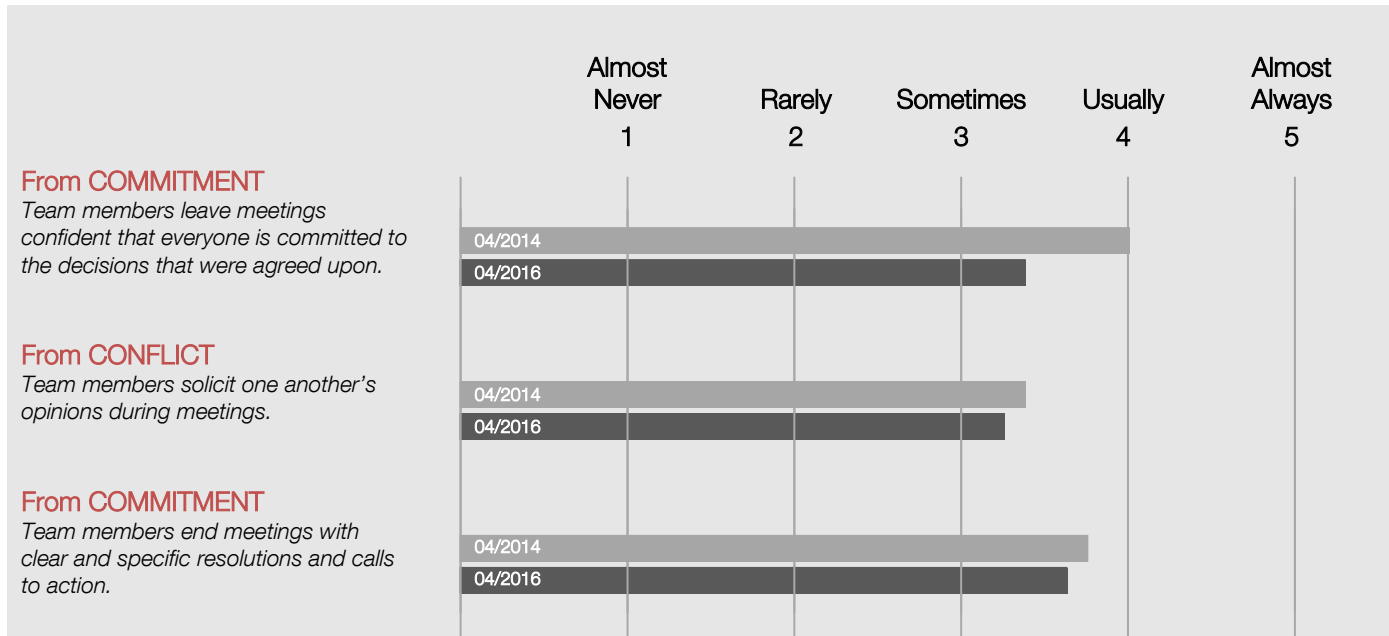 Almost
Never
Rarely
Sometimes
Usually
Almost
Always
1
2
3
4
5
From COMMITMENT
Team members leave meetings
confident that everyone is committed to
the decisions that were agreed upon.
04/2014
04/2016
From CONFLICT
Team members solicit one another’s
opinions during meetings.
04/2014
04/2016
From COMMITMENT
Team members end meetings with
clear and specific resolutions and calls
to action.
04/2014
04/2016